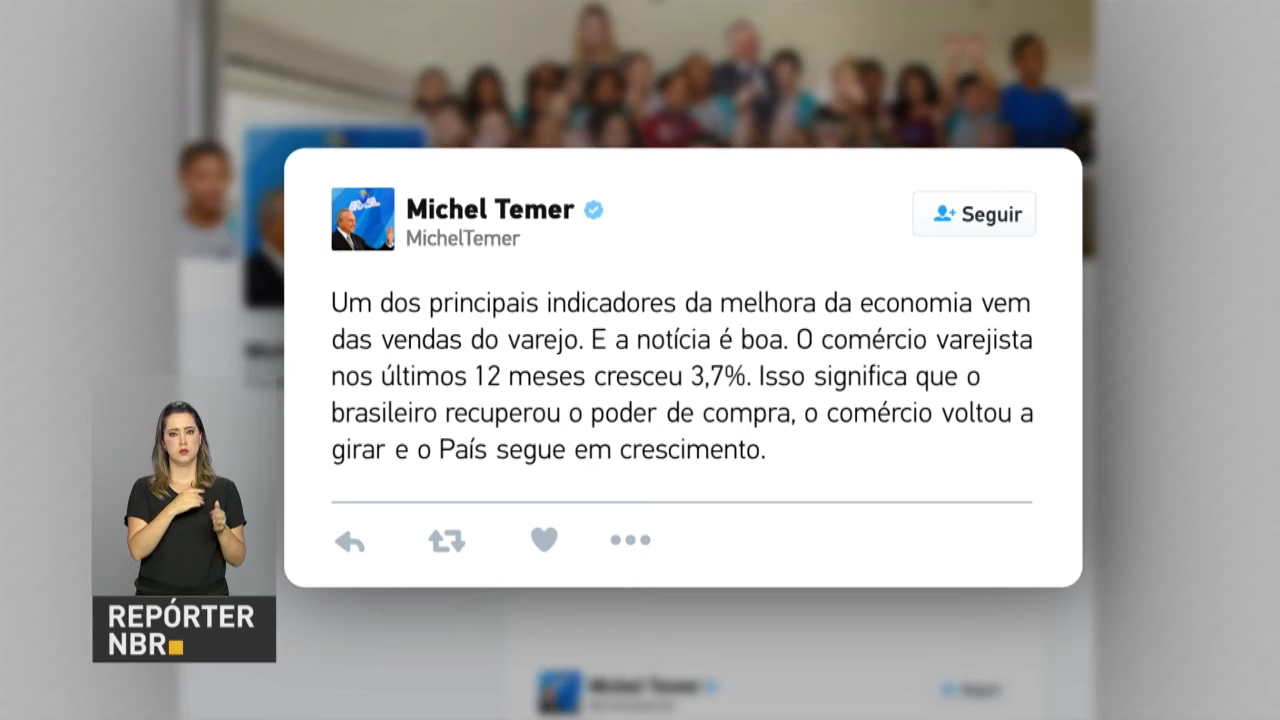 Michel Temer
MichelTemer
Seguir
Um dos principais indicadores da melhora da economia vem
das vendas do varejo. E a notícia é boa. O comércio varejista
nos últimos 12 meses cresceu 3,7%. Isso significa que o
brasileiro recuperou o poder de compra, o comércio voltou a
girar e o País segue em crescimento.
REPÓRTER
NBR
Michel Temer